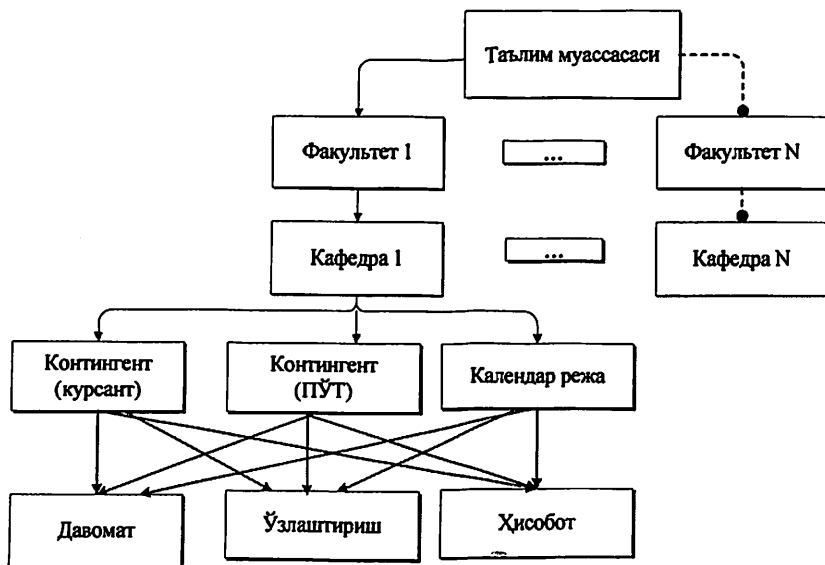 Таълим муассасаси
Факультет 1
...
Факультет N
Кафедра 1
...
Кафедра N
Контингент
(курсант)
Контингент
(ПЎТ)
Календар режа
Давомат
Ўзлаштириш
Ҳисобот